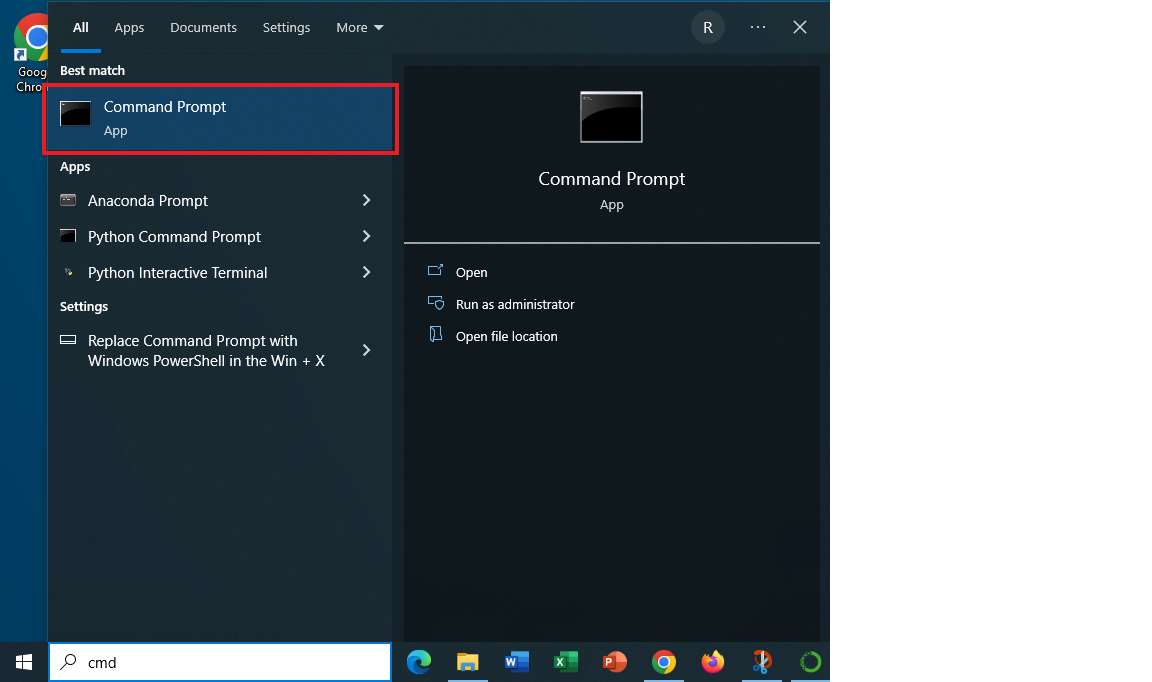 All Apps Documents Settings More R
Goog
Chro
Best match
Command Prompt
App
Apps
Anaconda Prompt
Python Command Prompt
Python Interactive Terminal
Settings
Replace Command Prompt with
Windows PowerShell in the Win + X
Command Prompt
App
Open
Run as administrator
Open file location
cmd